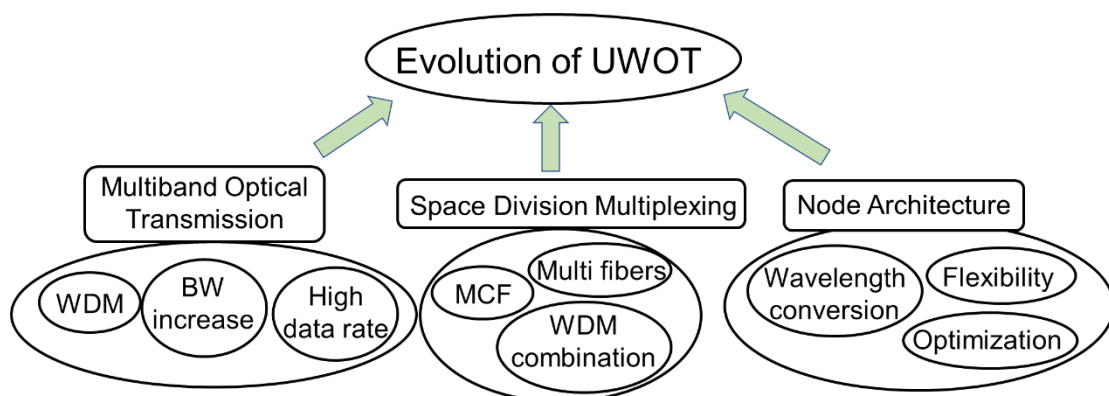 Evolution of UWOT
Multiband Optical
Transmission
WDM
BW
increase
High
data rate
Space Division Multiplexing
MCF
Multi fibers
WDM
combination
Node Architecture
Wavelength
conversion
Flexibility
Optimization